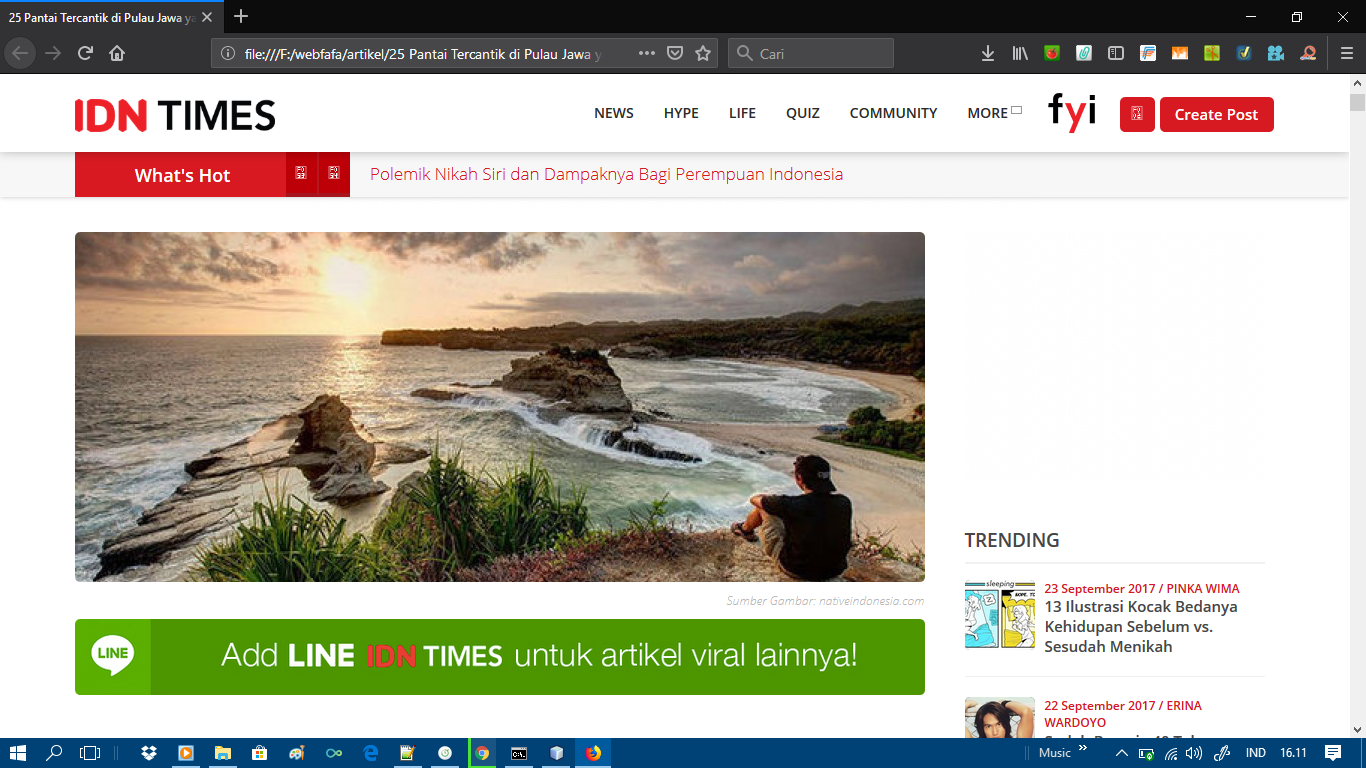 25 Pantai Tercantik di Pulau Jawa ya
file:///F:/webfafa/artikel/25 Pantai Tercantik di Pulau Jawa y
Cari
IDN TIMES
NEWS
HYPE
LIFE
QUIZ
COMMUNITY
MORE
fyi
Create Post
What's Hot
Polemik Nikah Siri dan Dampaknya Bagi Perempuan Indonesia
Sumber Gambar: nativeindonesia.com
LINE
Add LINE IDN TIMES untuk artikel viral lainnya!
TRENDING
sleeping
23 September 2017 / PINKA WIMA
13 Ilustrasi Kocak Bedanya
Kehidupan Sebelum vs.
Sesudah Menikah
22 September 2017 / ERINA
WARDOYO
Music
IND
16.11